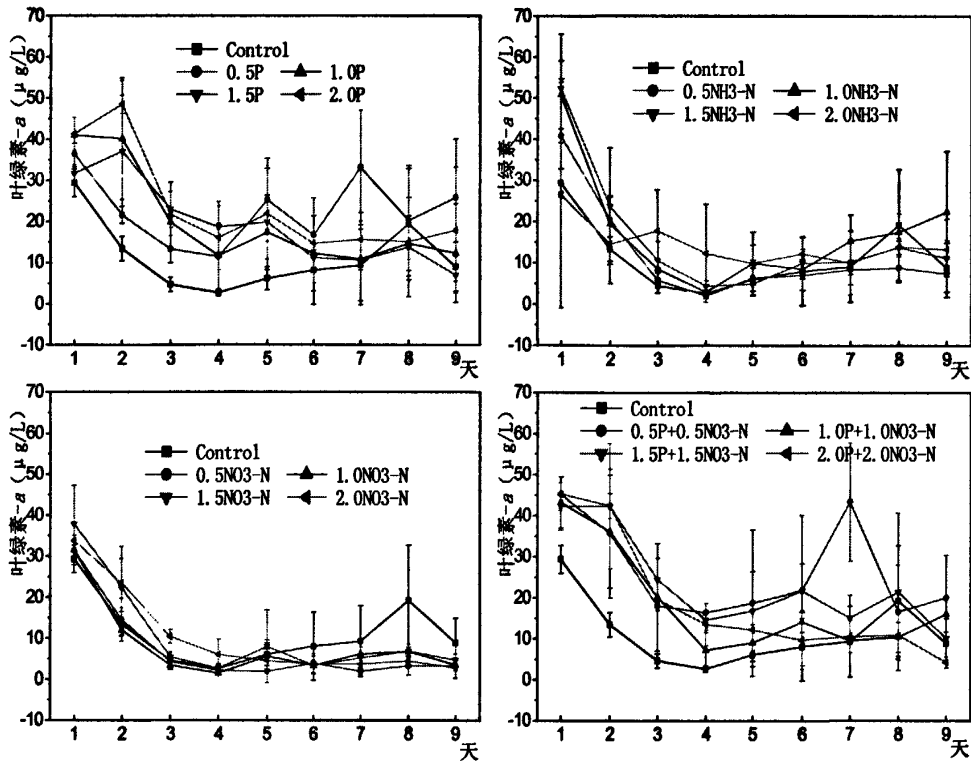 叶绿素-a (μg/L)
70
60
50
40
30
20
10
0
-10
Control
0.5P 1.0P
1.5P 2.0P
1 2 3 4 5 6 7 8 9
天
叶绿素-a (μg/L)
70
60
50
40
30
20
10
0
-10
Control
0.5NH3-N 1.0NH3-N
1.5NH3-N 2.0NH3-N
1 2 3 4 5 6 7 8 9
天
叶绿素-a (μg/L)
70
60
50
40
30
20
10
0
-10
Control
0.5NO3-N 1.0NO3-N
1.5NO3-N 2.0NO3-N
1 2 3 4 5 6 7 8 9
天
叶绿素-a (μg/L)
70
60
50
40
30
20
10
0
-10
Control
0.5P+0.5NO3-N 1.0P+1.0NO3-N
1.5P+1.5NO3-N 2.0P+2.0NO3-N
1 2 3 4 5 6 7 8 9
天